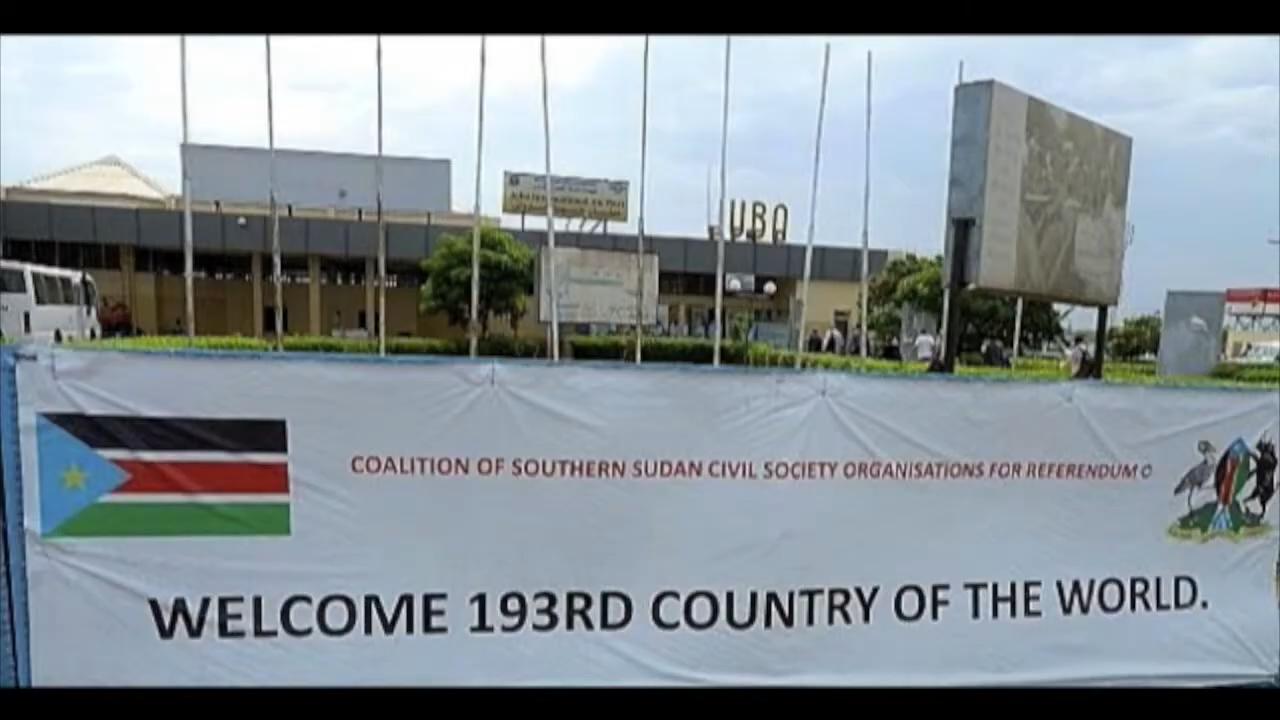 UBA
COALITION OF SOUTHERN SUDAN CIVIL SOCIETY ORGANISATIONS FOR REFERENDUM
WELCOME 193RD COUNTRY OF THE WORLD.